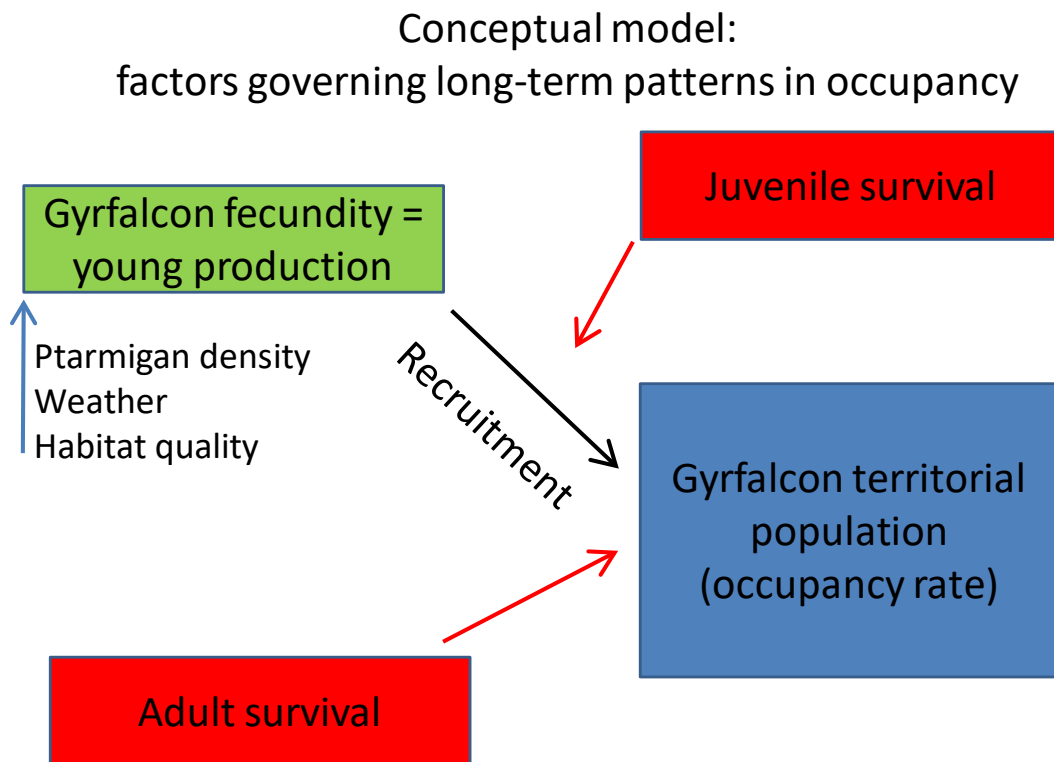 Conceptual model:
factors governing long-term patterns in occupancy
Juvenile survival
Gyrfalcon fecundity =
young production
Ptarmigan density
Weather
Habitat quality
Recruitment
Gyrfalcon territorial
population
(occupancy rate)
Adult survival